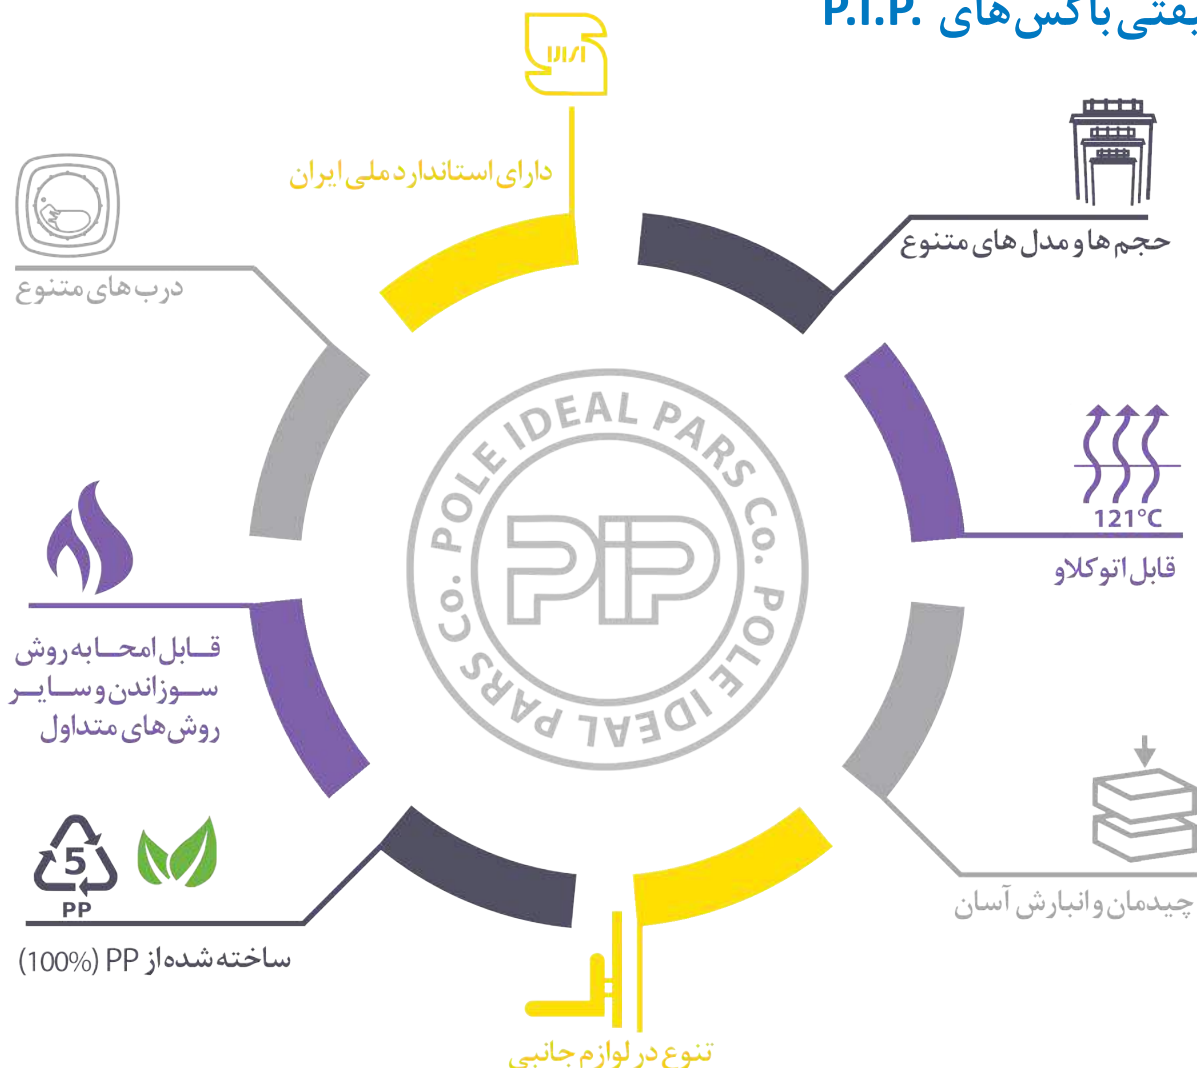 باکس‌های P.I.P.
دارای استاندارد ملی ایران
حجم ها و مدل های متنوع
درب های متنوع
121°C
قابل اتوکلاو
POLE IDEAL PARS Co. POLE IDEAL PARS Co.
PIP
قابل امحا به روش
سوزاندن و سایر
روش‌های متداول
چیدمان و انبارش آسان
5
PP
ساخته شده از PP (100%)
تنوع در لوازم جانبی